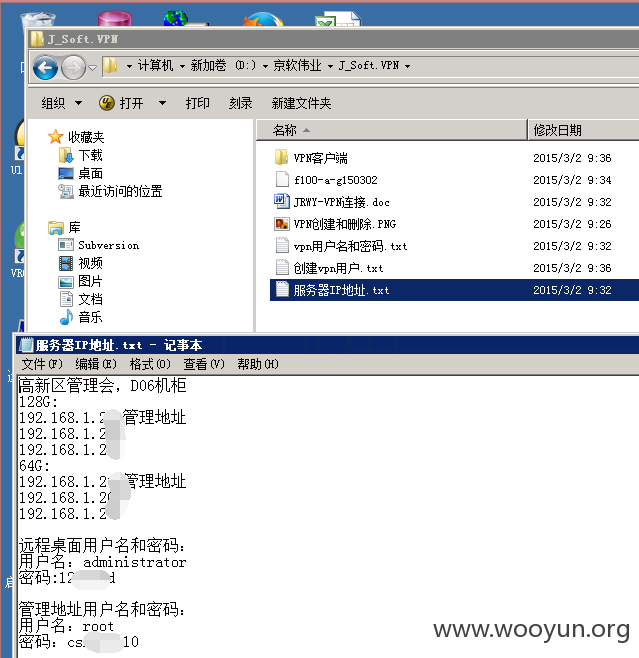 J_Soft.VPN
计算机 新加卷 (D:) 京软伟业 J_Soft.VPN
组织 打开 打印 刻录 新建文件夹
收藏夹
下载
桌面
最近访问的位置
库
Subversion
视频
图片
文档
音乐
名称 修改日期
VPN客户端 2015/3/2 9:36
f100-a-g150302 2015/3/2 9:34
JRWY-VPN连接.doc 2015/3/2 9:32
VPN创建和删除.PNG 2015/3/2 9:26
vpn用户名和密码.txt 2015/3/2 9:32
创建vpn用户.txt 2015/3/2 9:36
服务器IP地址.txt 2015/3/2 9:32
服务器IP地址.txt - 记事本
文件(F) 编辑(E) 格式(O) 查看(V) 帮助(H)
高新区管理会，D06机柜
128G:
192.168.1.2 管理地址
192.168.1.2
192.168.1.2
64G:
192.168.1.2 管理地址
192.168.1.20
192.168.1.2
远程桌面用户名和密码：
用户名：administrator
密码:12 d
管理地址用户名和密码：
用户名：root
密码：cs 10
www.wooyun.org